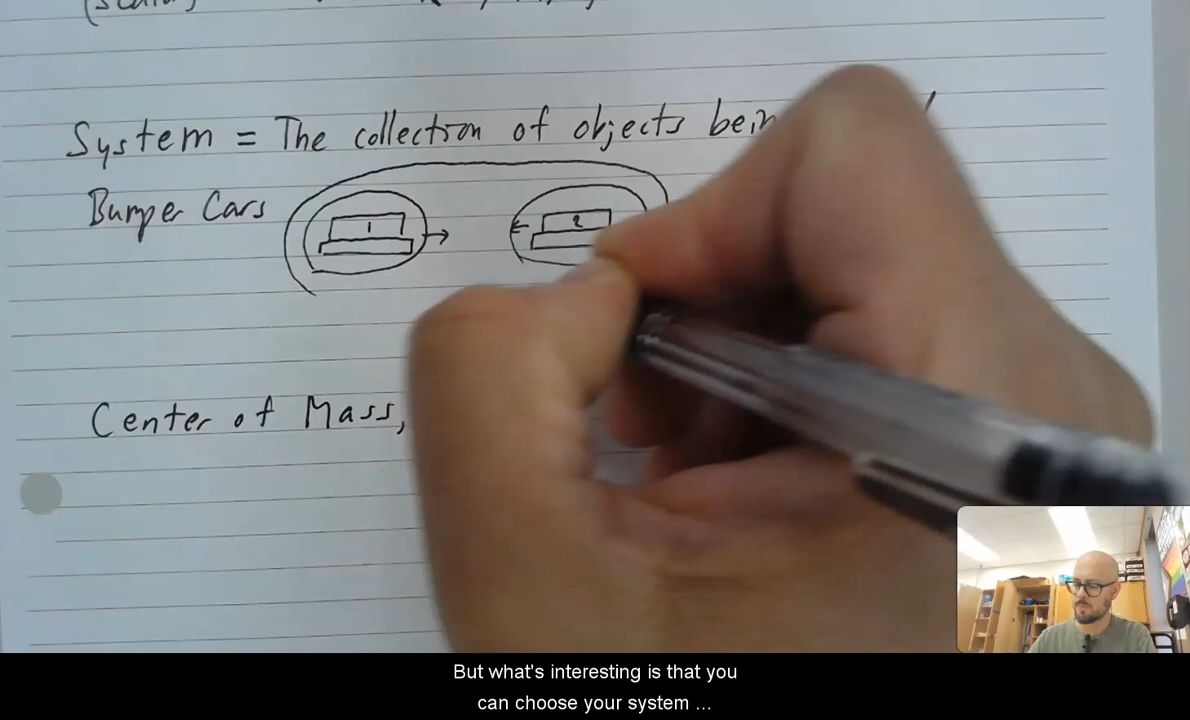 System = The collection of objects
Bumper Cars
1
2
Center of Mass,
But what's interesting is that you
can choose your system ...